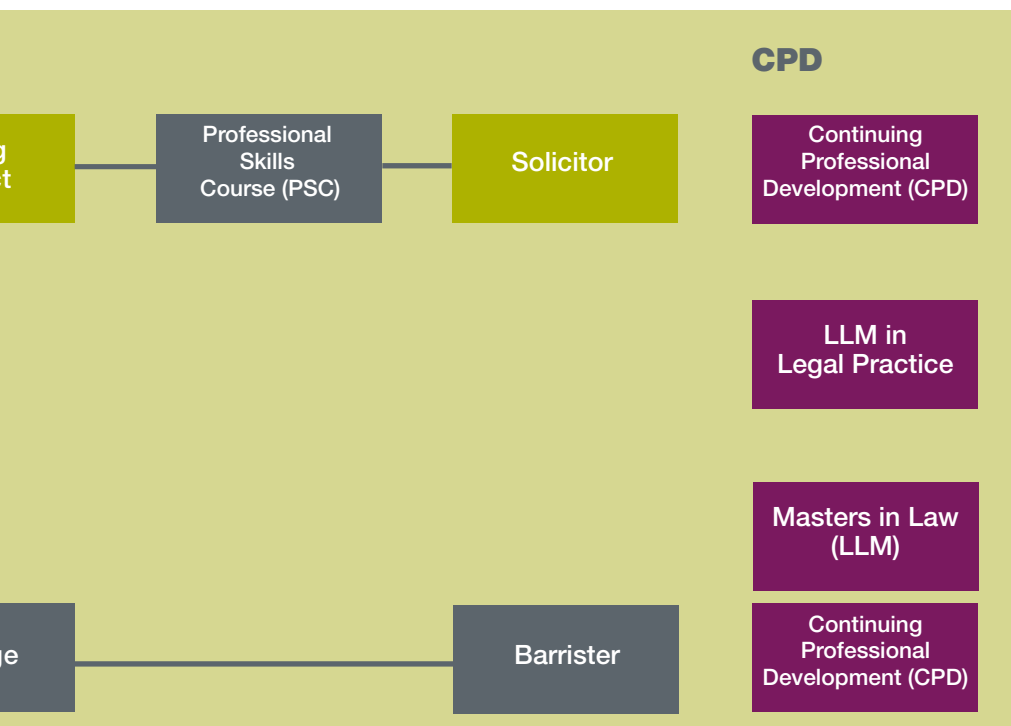 CPD
Professional
Skills
Course (PSC)
Solicitor
Continuing
Professional
Development (CPD)
LLM in
Legal Practice
Masters in Law
(LLM)
Barrister
Continuing
Professional
Development (CPD)